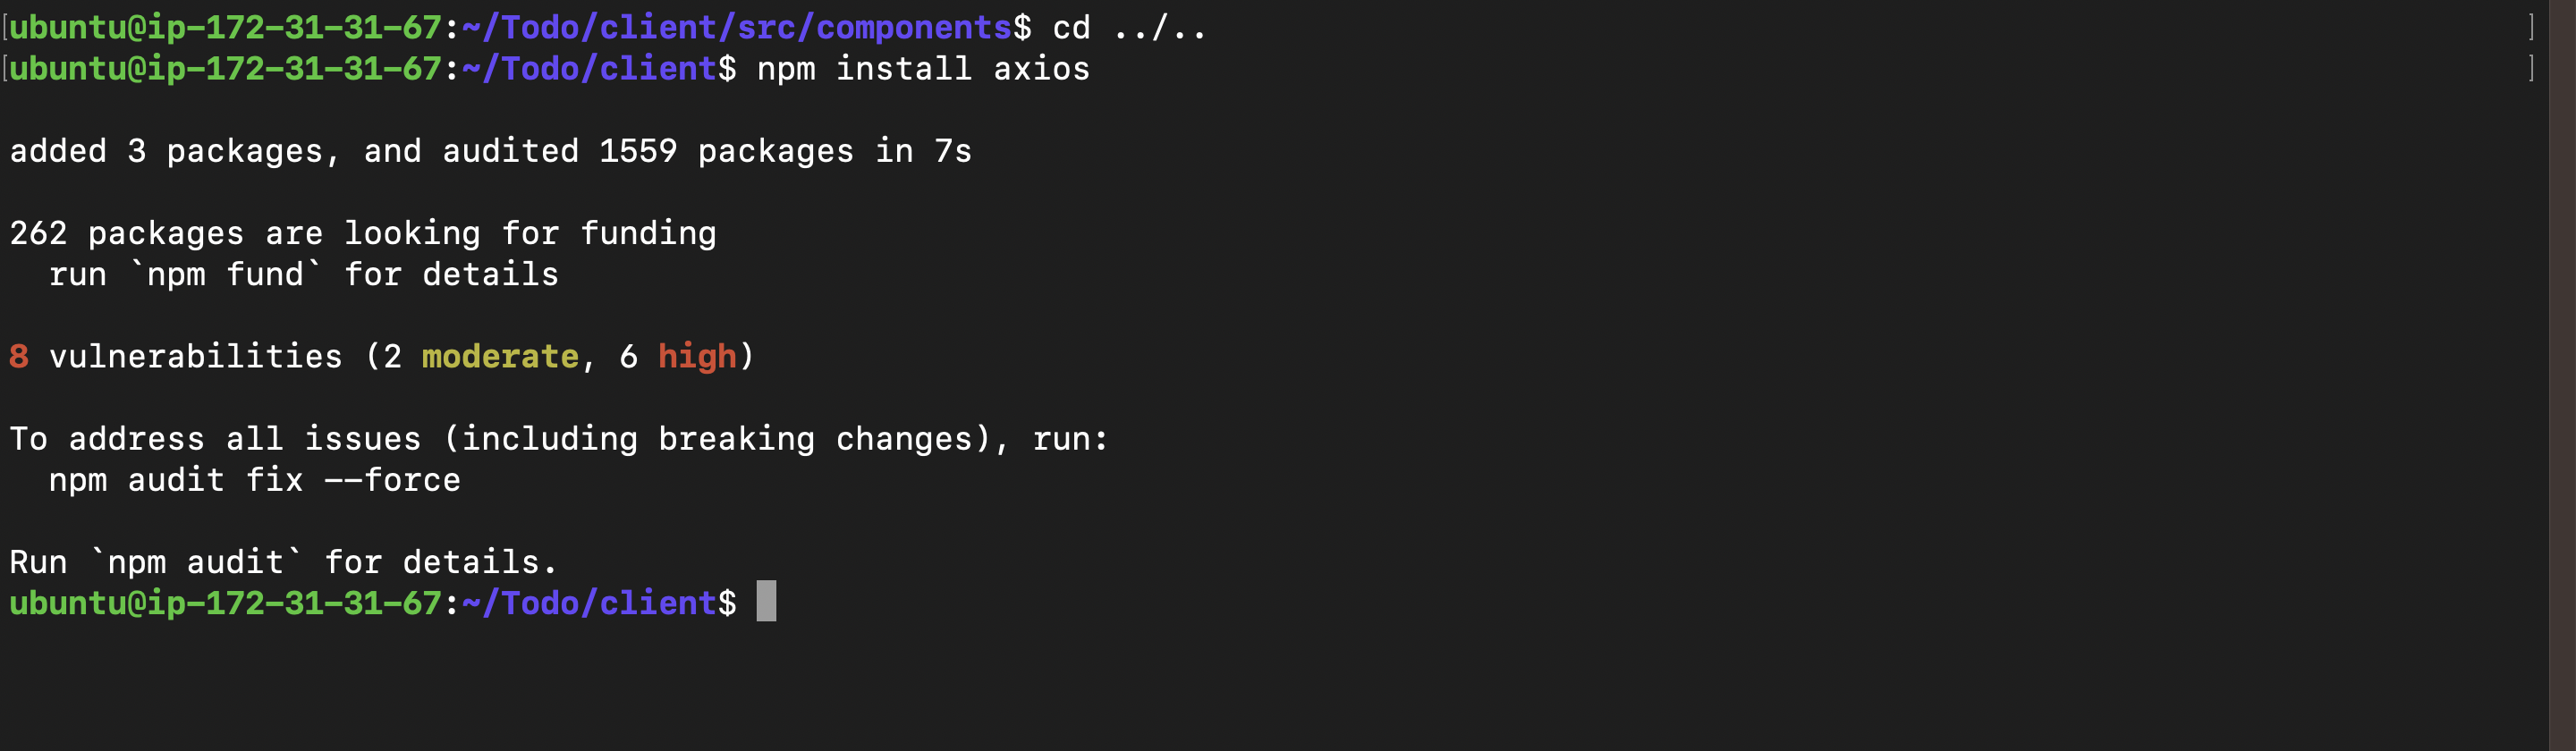 [ubuntu@ip-172-31-31-67:~/Todo/client/src/components$ cd ../.. ]
[ubuntu@ip-172-31-31-67:~/Todo/client$ npm install axios ]
added 3 packages, and audited 1559 packages in 7s
262 packages are looking for funding
  run `npm fund` for details
8 vulnerabilities (2 moderate, 6 high)
To address all issues (including breaking changes), run:
  npm audit fix --force
Run `npm audit` for details.
ubuntu@ip-172-31-31-67:~/Todo/client$